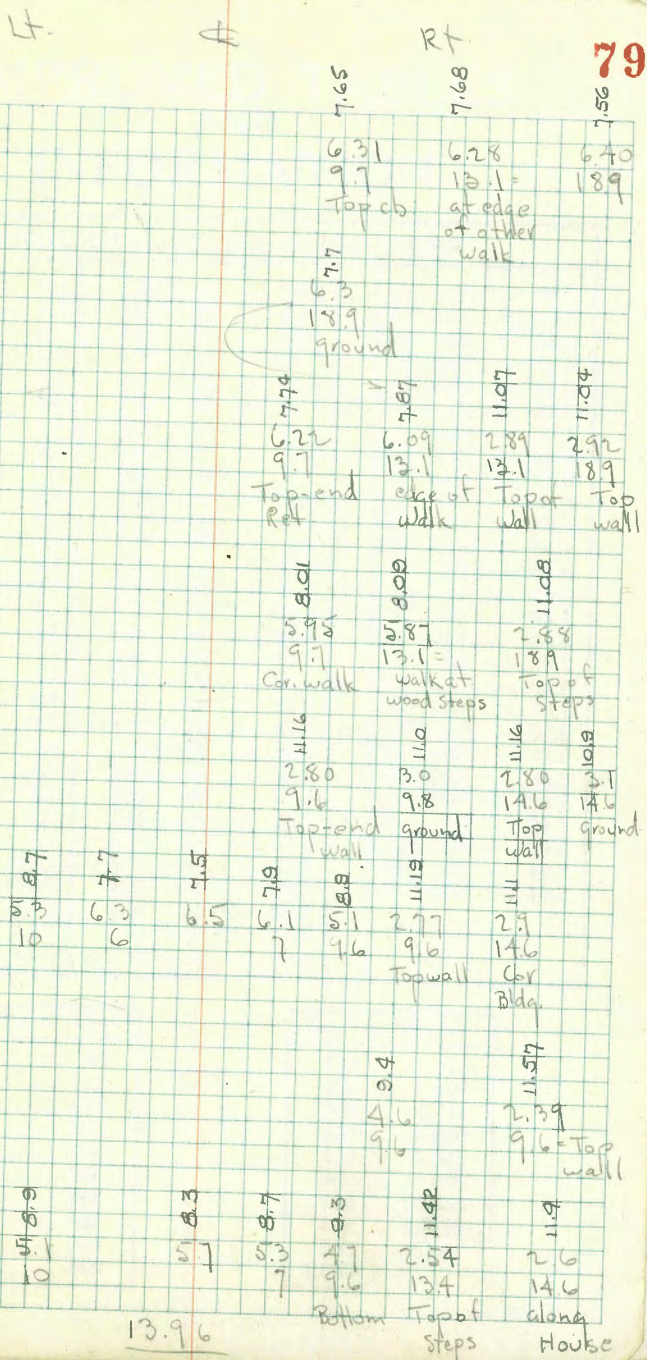 Lt. ₵ Rt.
79
7.65 7.68 7.56
6.31 6.28 6.40
9.7 13.1= 18.9
Top cb at edge
of other
walk
7.7
6.3
18.9
ground
7.74 7.87 11.07 11.04
6.22 6.09 2.89 2.92
9.7 13.1 13.1 18.9
Top-end edge of Top of Top
Ret. walk wall wall
8.01 8.09 11.08
5.95 5.87 2.88
9.7 13.1= 18.9
Cor. walk walk at Top of
wood steps Steps
11.16 11.0 11.16 10.9
2.80 3.0 2.80 3.1
9.6 9.8 14.6 14.6
Top-end ground Top ground
wall wall
8.7 7.7 7.5 7.9 8.9 11.19 11.1
5.3 6.3 6.5 6.1 5.1 2.77 2.9
10 6 7 9.6 9.6 14.6
Top wall Cor
Bldg.
9.4 11.57
4.6 2.39
9.6 9.6= Top
wall
8.9 8.3 8.7 9.3 11.42 11.4
5.1 5.7 5.3 4.7 2.54 2.6
10 7 9.6 13.4 14.6
Bottom Top of along
Steps House
13.96